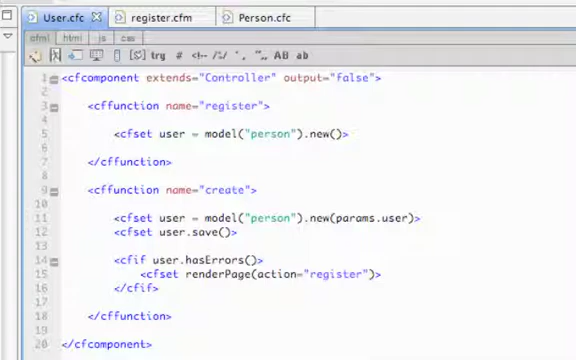 User.cfc register.cfm Person.cfc
cfml html js css
try # <!-- /*/ ' , " ,, AB ab
1 <cfcomponent extends="Controller" output="false">
2
3 <cffunction name="register">
4
5 <cfset user = model("person").new()>
6
7 </cffunction>
8
9 <cffunction name="create">
10
11 <cfset user = model("person").new(params.user)>
12 <cfset user.save()>
13
14 <cfif user.hasErrors()>
15 <cfset renderPage(action="register")>
16 </cfif>
17
18 </cffunction>
19
20 </cfcomponent>